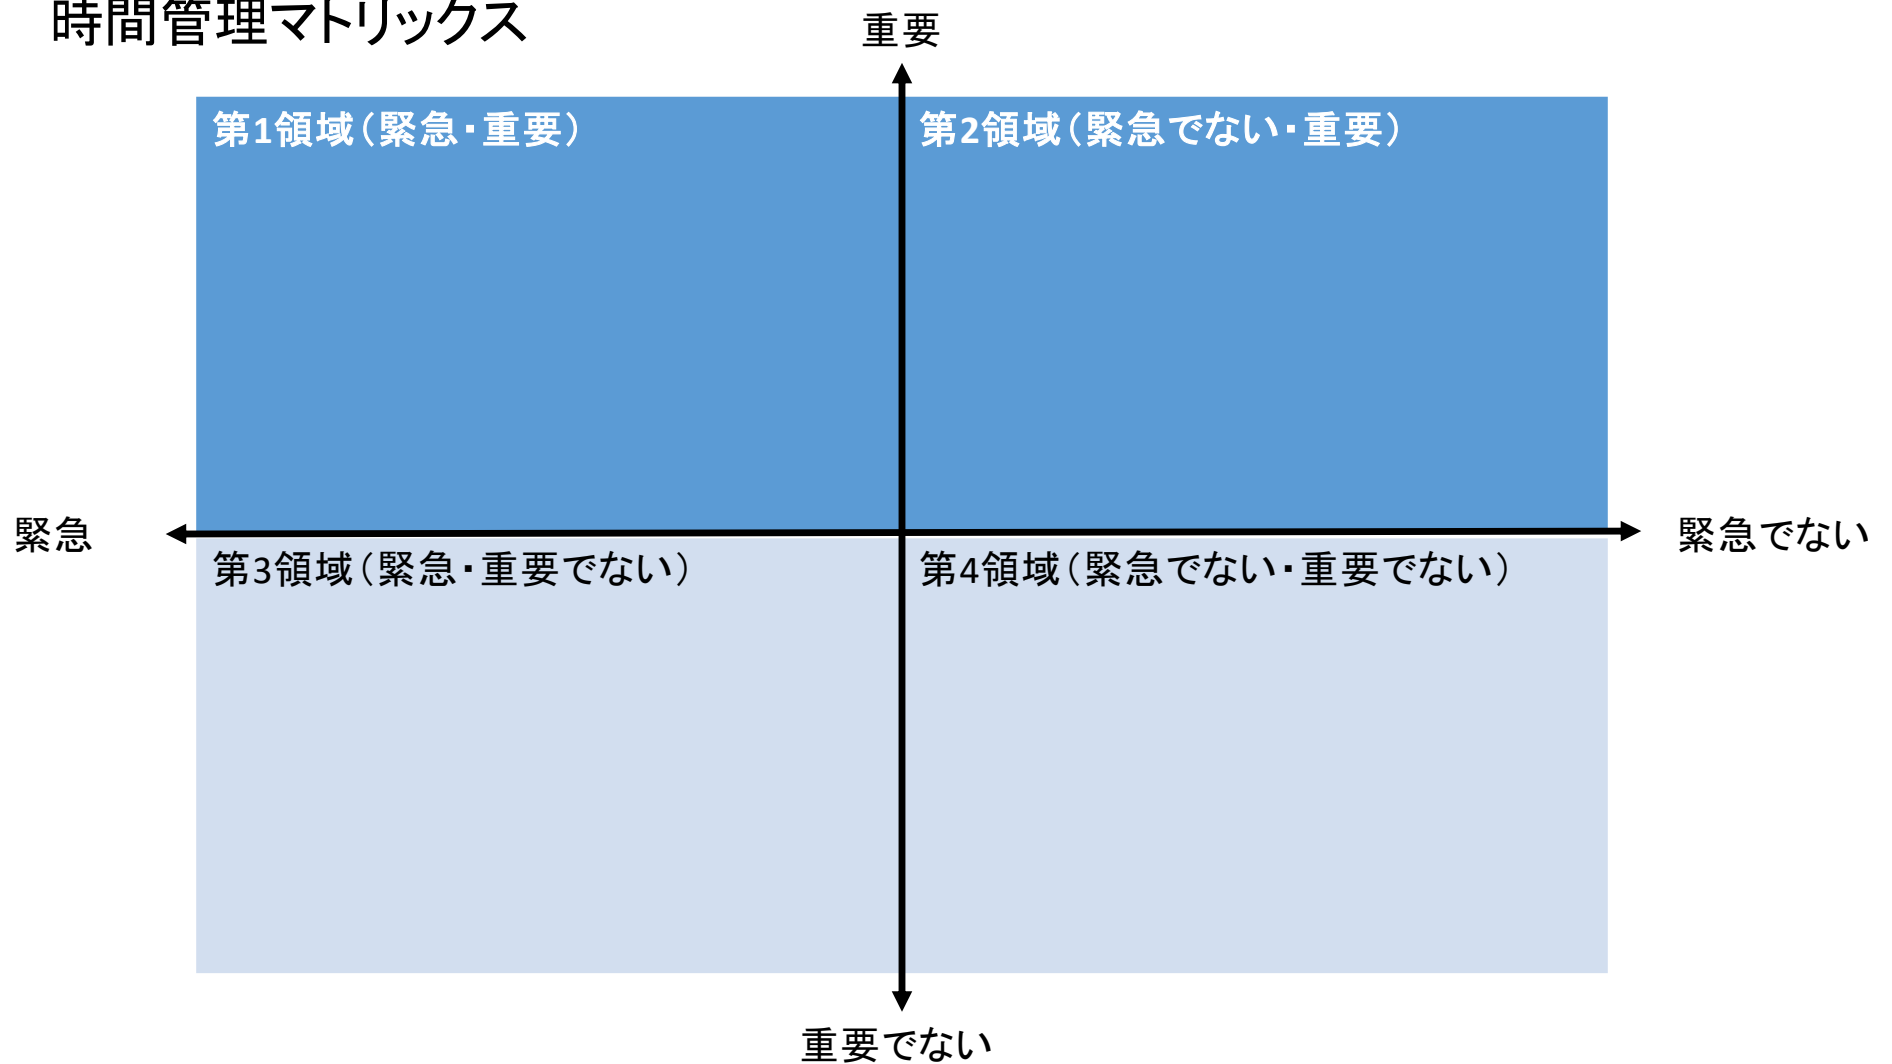 時間管理マトリックス
重要
第1領域（緊急・重要）
第2領域（緊急でない・重要）
緊急
緊急でない
第3領域（緊急・重要でない）
第4領域（緊急でない・重要でない）
重要でない